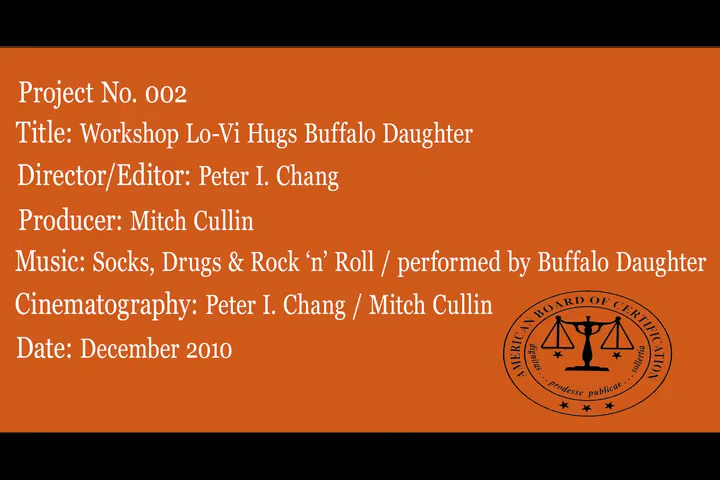 Project No. 002
Title: Workshop Lo-Vi Hugs Buffalo Daughter
Director/Editor: Peter I. Chang
Producer: Mitch Cullin
Music: Socks, Drugs & Rock ‘n’ Roll / performed by Buffalo Daughter
Cinematography: Peter I. Chang / Mitch Cullin
Date: December 2010
AMERICAN BOARD OF CERTIFICATION
dignitas . . . prodesse publicae . . . sollertia